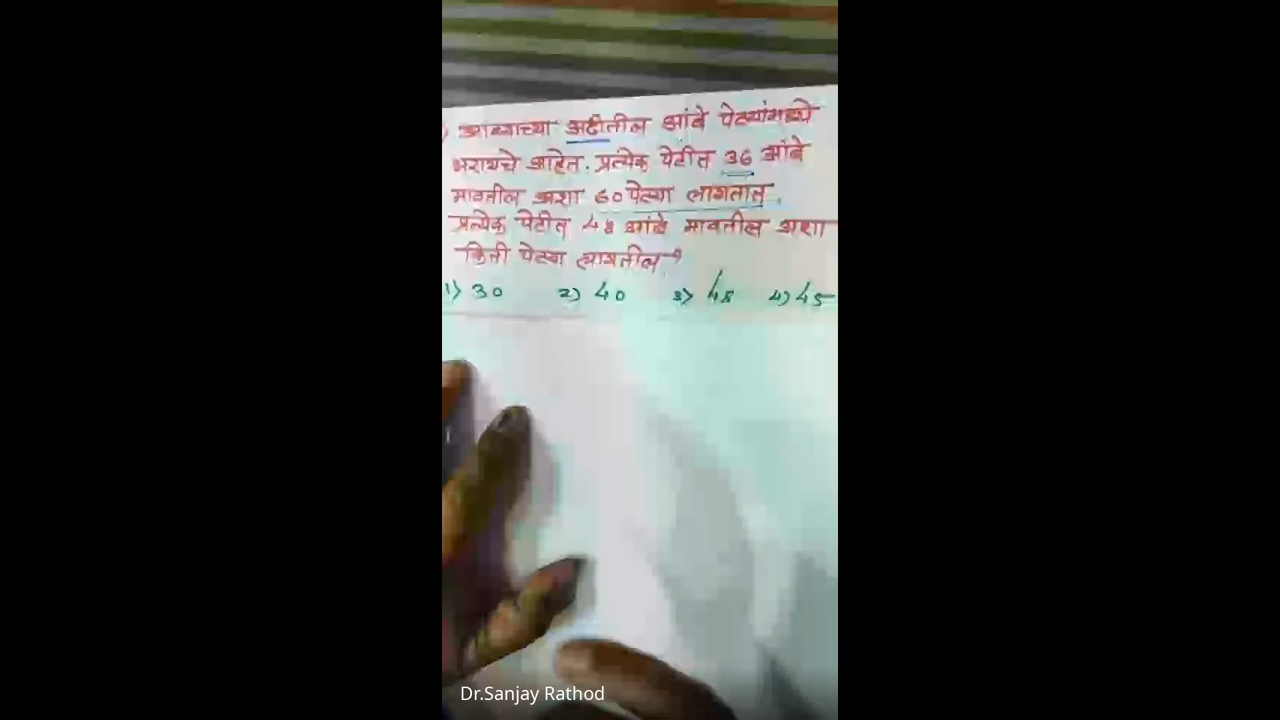 आंब्याच्या अढीतील आंबे पेट्यांमध्ये
भरायचे आहेत. प्रत्येक पेटीत 36 आंबे
मावतील अशा 60 पेट्या लागतात.
प्रत्येक पेटीत 48 आंबे मावतील अशा
किती पेट्या लागतील ?
1) 30 2) 40 3) 48 4) 45
Dr.Sanjay Rathod